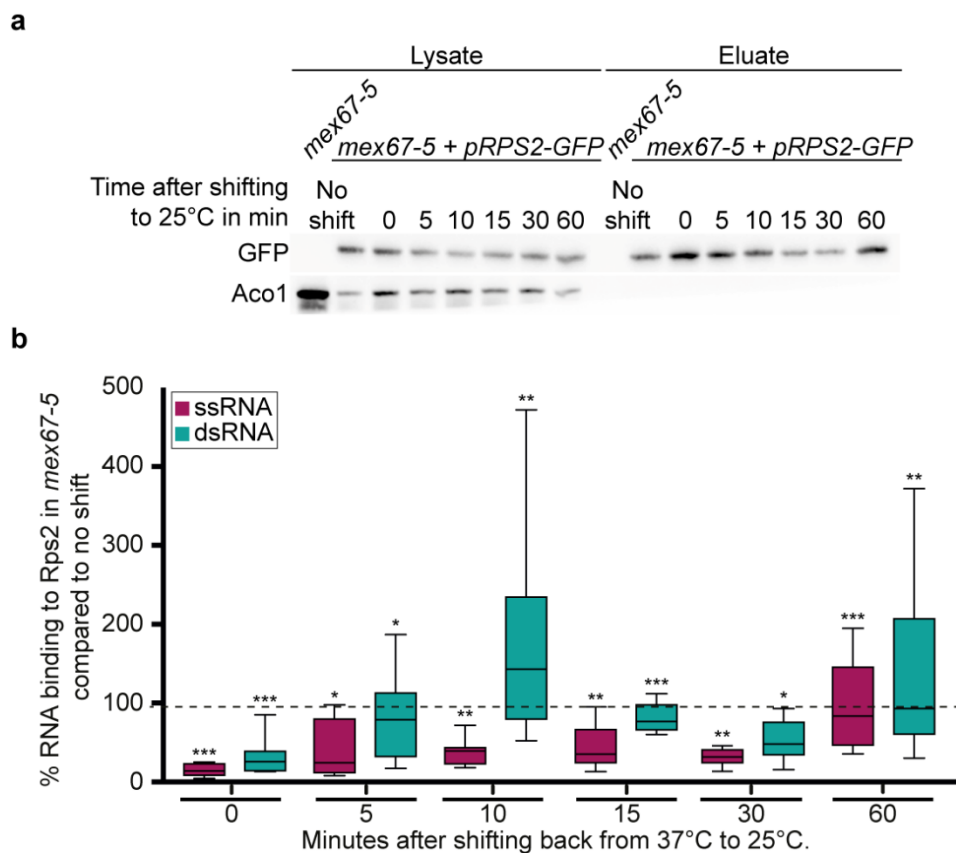 a
Lysate Eluate
mex67-5 mex67-5 + pRPS2-GFP mex67-5 mex67-5 + pRPS2-GFP
Time after shifting to 25°C in min
No shift 0 5 10 15 30 60 No shift 0 5 10 15 30 60
GFP
Aco1
b
% RNA binding to Rps2 in mex67-5
compared to no shift
500
400
300
200
100
0
ssRNA
dsRNA
*** *** * * ** ** ** *** ** * *** **
0 5 10 15 30 60
Minutes after shifting back from 37°C to 25°C.